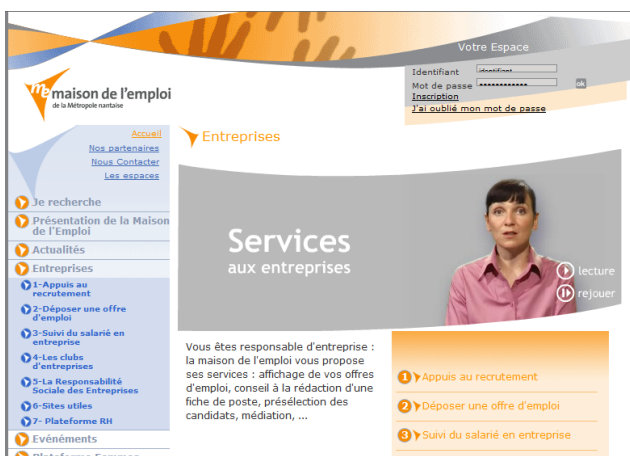 Votre Espace
Identifiant identifiant
Mot de passe
ok
Inscription
J'ai oublié mon mot de passe
me maison de l'emploi
de la Métropole nantaise
Accueil
Nos partenaires
Nous Contacter
Les espaces
Entreprises
Je recherche
Présentation de la Maison
de l'Emploi
Actualités
Entreprises
1-Appuis au
recrutement
2-Déposer une offre
d'emploi
3-Suivi du salarié en
entreprise
4-Les clubs
d'entreprises
5-La Responsabilité
Sociale des Entreprises
6-Sites utiles
7- Plateforme RH
Evénéments
Plateforme Femmes
Services
aux entreprises
lecture
rejouer
Vous êtes responsable d'entreprise :
la maison de l'emploi vous propose
ses services : affichage de vos offres
d'emploi, conseil à la rédaction d'une
fiche de poste, présélection des
candidats, médiation, ...
1 Appuis au recrutement
2 Déposer une offre d'emploi
3 Suivi du salarié en entreprise